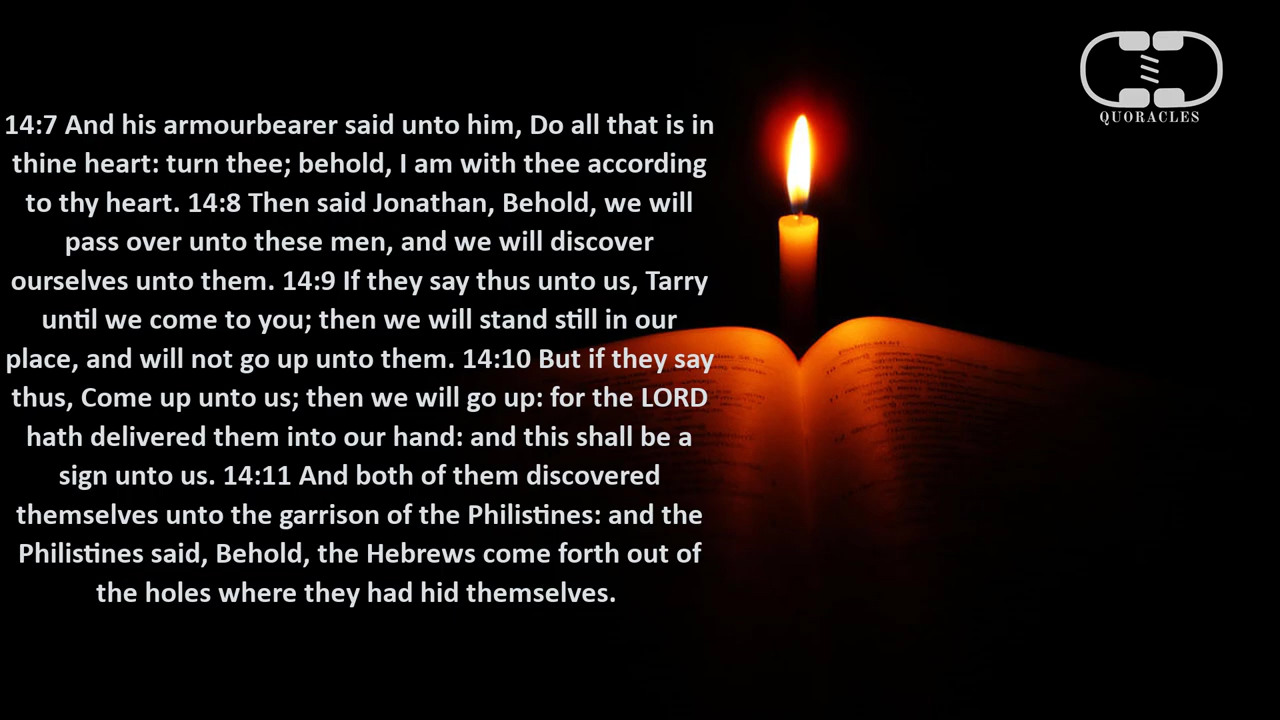 QUORACLES
14:7 And his armourbearer said unto him, Do all that is in
thine heart: turn thee; behold, I am with thee according
to thy heart. 14:8 Then said Jonathan, Behold, we will
pass over unto these men, and we will discover
ourselves unto them. 14:9 If they say thus unto us, Tarry
until we come to you; then we will stand still in our
place, and will not go up unto them. 14:10 But if they say
thus, Come up unto us; then we will go up: for the LORD
hath delivered them into our hand: and this shall be a
sign unto us. 14:11 And both of them discovered
themselves unto the garrison of the Philistines: and the
Philistines said, Behold, the Hebrews come forth out of
the holes where they had hid themselves.